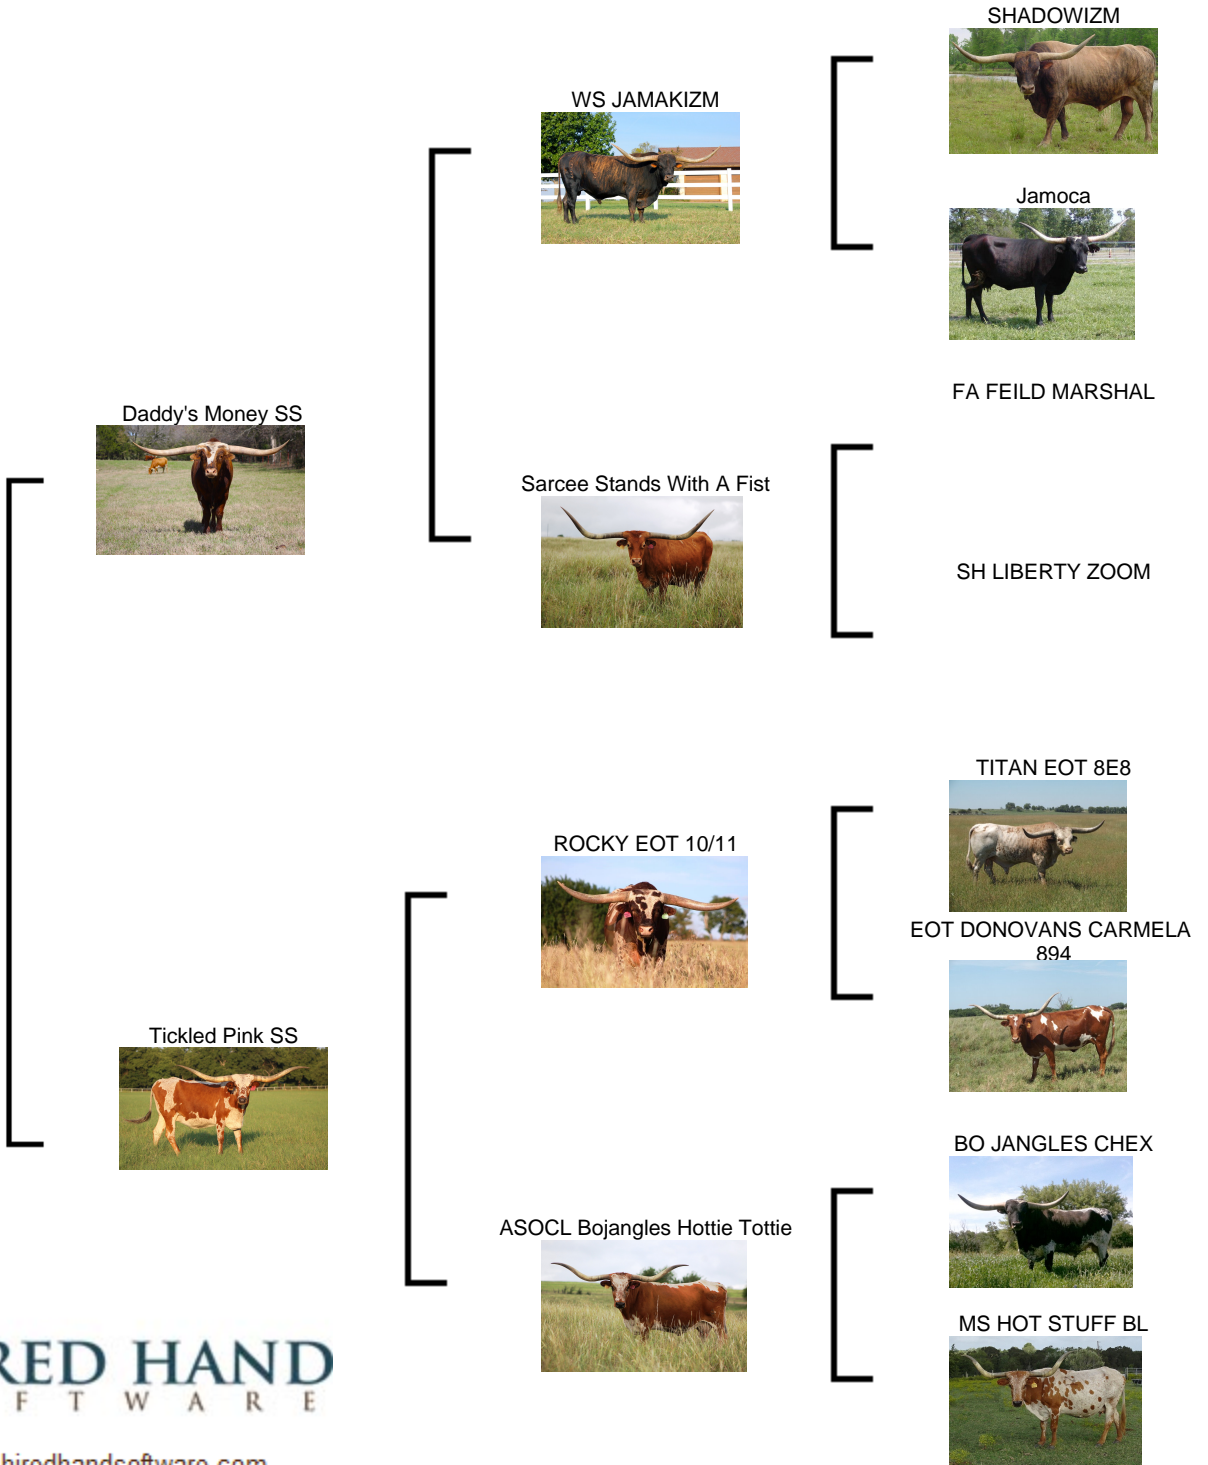 SHADOWIZM
WS JAMAKIZM
Jamoca
FA FEILD MARSHAL
Daddy's Money SS
Sarcee Stands With A Fist
SH LIBERTY ZOOM
TITAN EOT 8E8
ROCKY EOT 10/11
EOT DONOVANS CARMELA
894
Tickled Pink SS
BO JANGLES CHEX
ASOCL Bojangles Hottie Tottie
MS HOT STUFF BL
RED HAND
F T W A R E
hiredhandsoftware.com